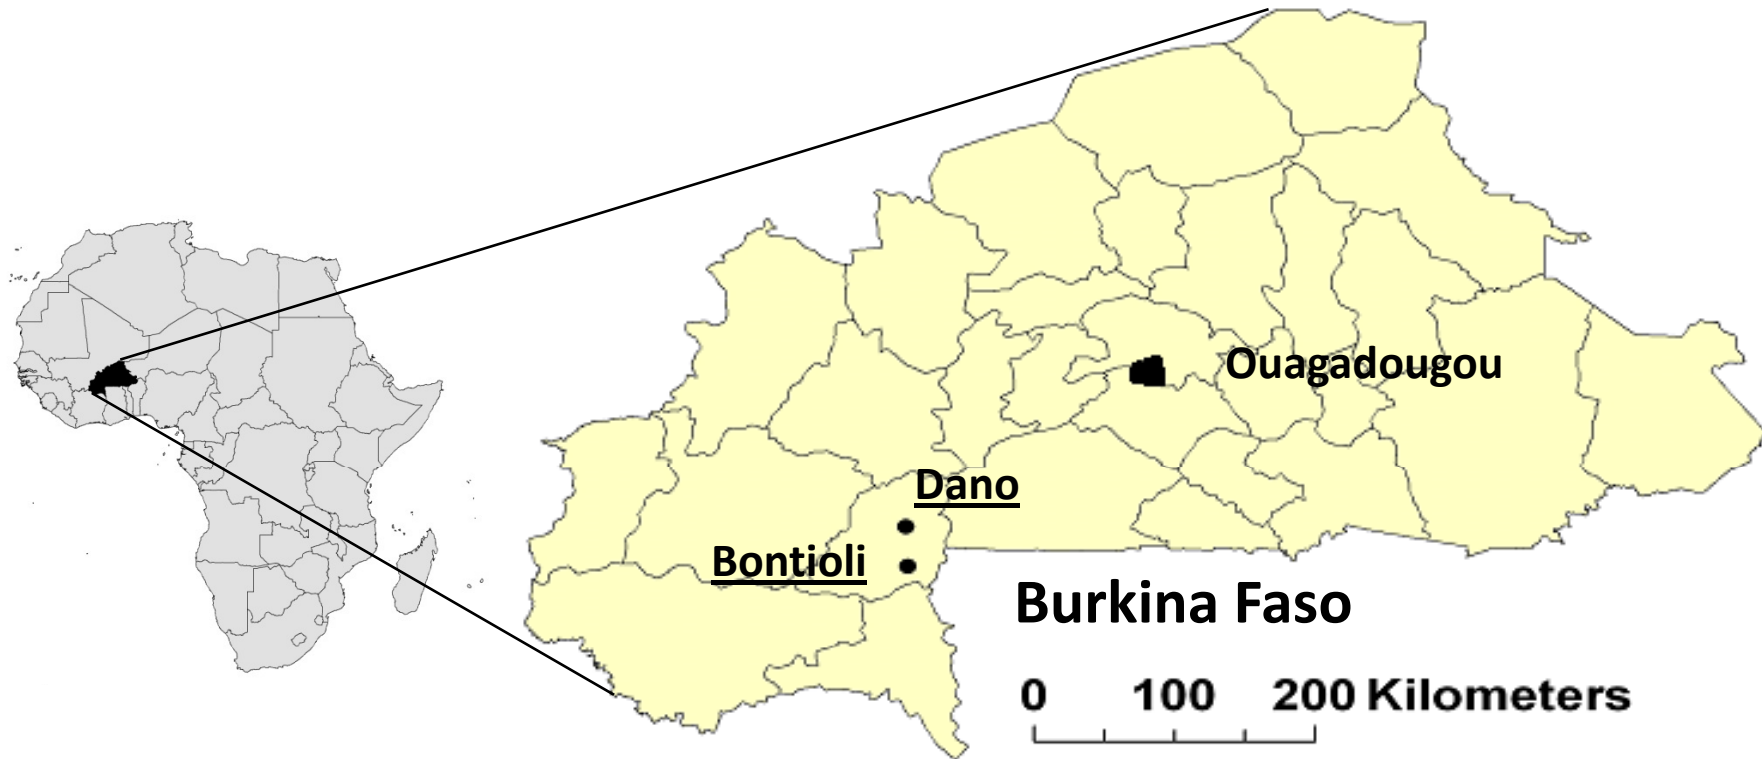 Ouagadougou
Dano
Bontioli
Burkina Faso
0 100 200 Kilometers